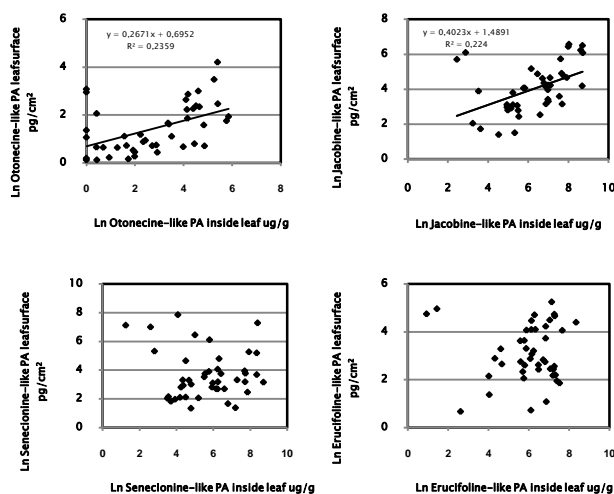 Ln Otonecine-like PA leafsurface
pg/cm²
6
4
2
0
y = 0,2671x + 0,6952
R² = 0,2359
0 2 4 6 8
Ln Otonecine-like PA inside leaf ug/g
Ln Jacobine-like PA leafsurface
pg/cm²
8
6
4
2
0
y = 0,4023x + 1,4891
R² = 0,224
0 2 4 6 8 10
Ln Jacobine-like PA inside leaf ug/g
Ln Senecionine-like PA leafsurface
pg/cm²
10
8
6
4
2
0
0 2 4 6 8 10
Ln Senecionine-like PA inside leaf ug/g
Ln Erucifoline-like PA leafsurface
pg/cm²
6
4
2
0
0 2 4 6 8 10
Ln Erucifoline-like PA inside leaf ug/g